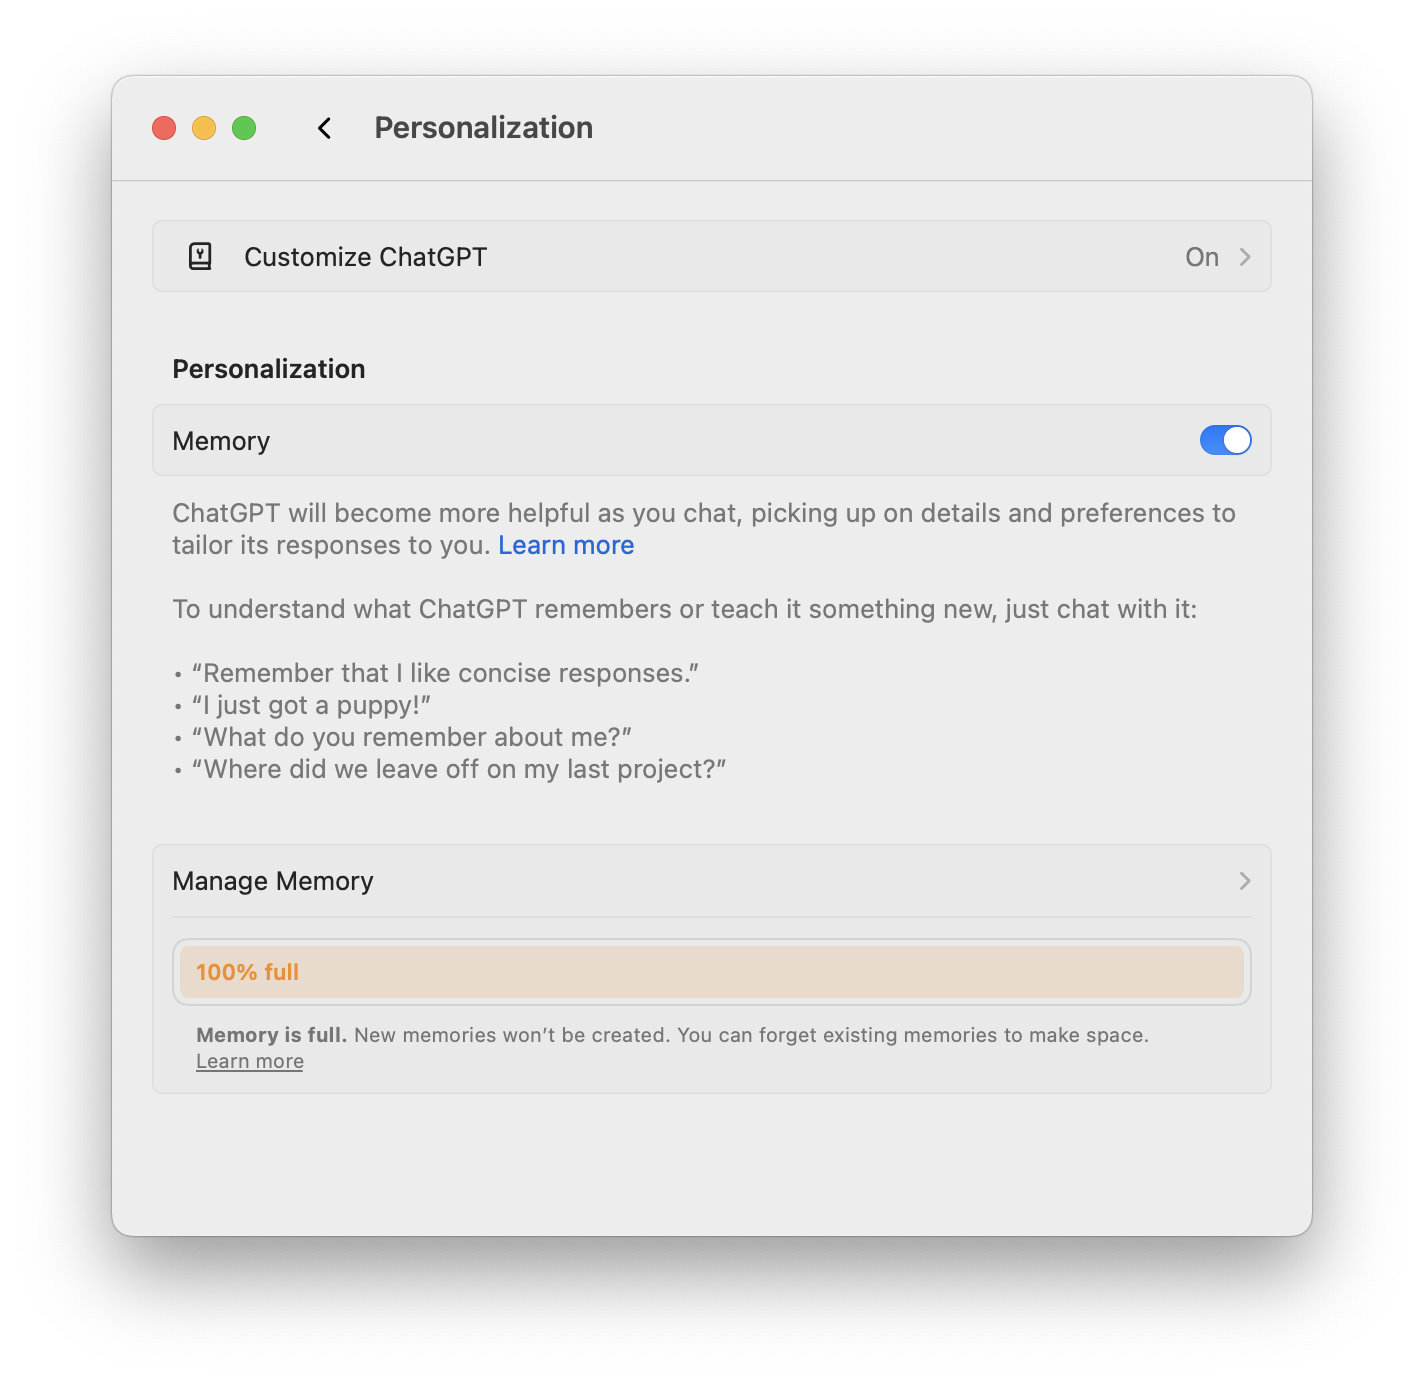 Personalization
Customize ChatGPT On
Personalization
Memory
ChatGPT will become more helpful as you chat, picking up on details and preferences to
tailor its responses to you. Learn more
To understand what ChatGPT remembers or teach it something new, just chat with it:
• “Remember that I like concise responses.”
• “I just got a puppy!”
• “What do you remember about me?”
• “Where did we leave off on my last project?”
Manage Memory
100% full
Memory is full. New memories won’t be created. You can forget existing memories to make space.
Learn more